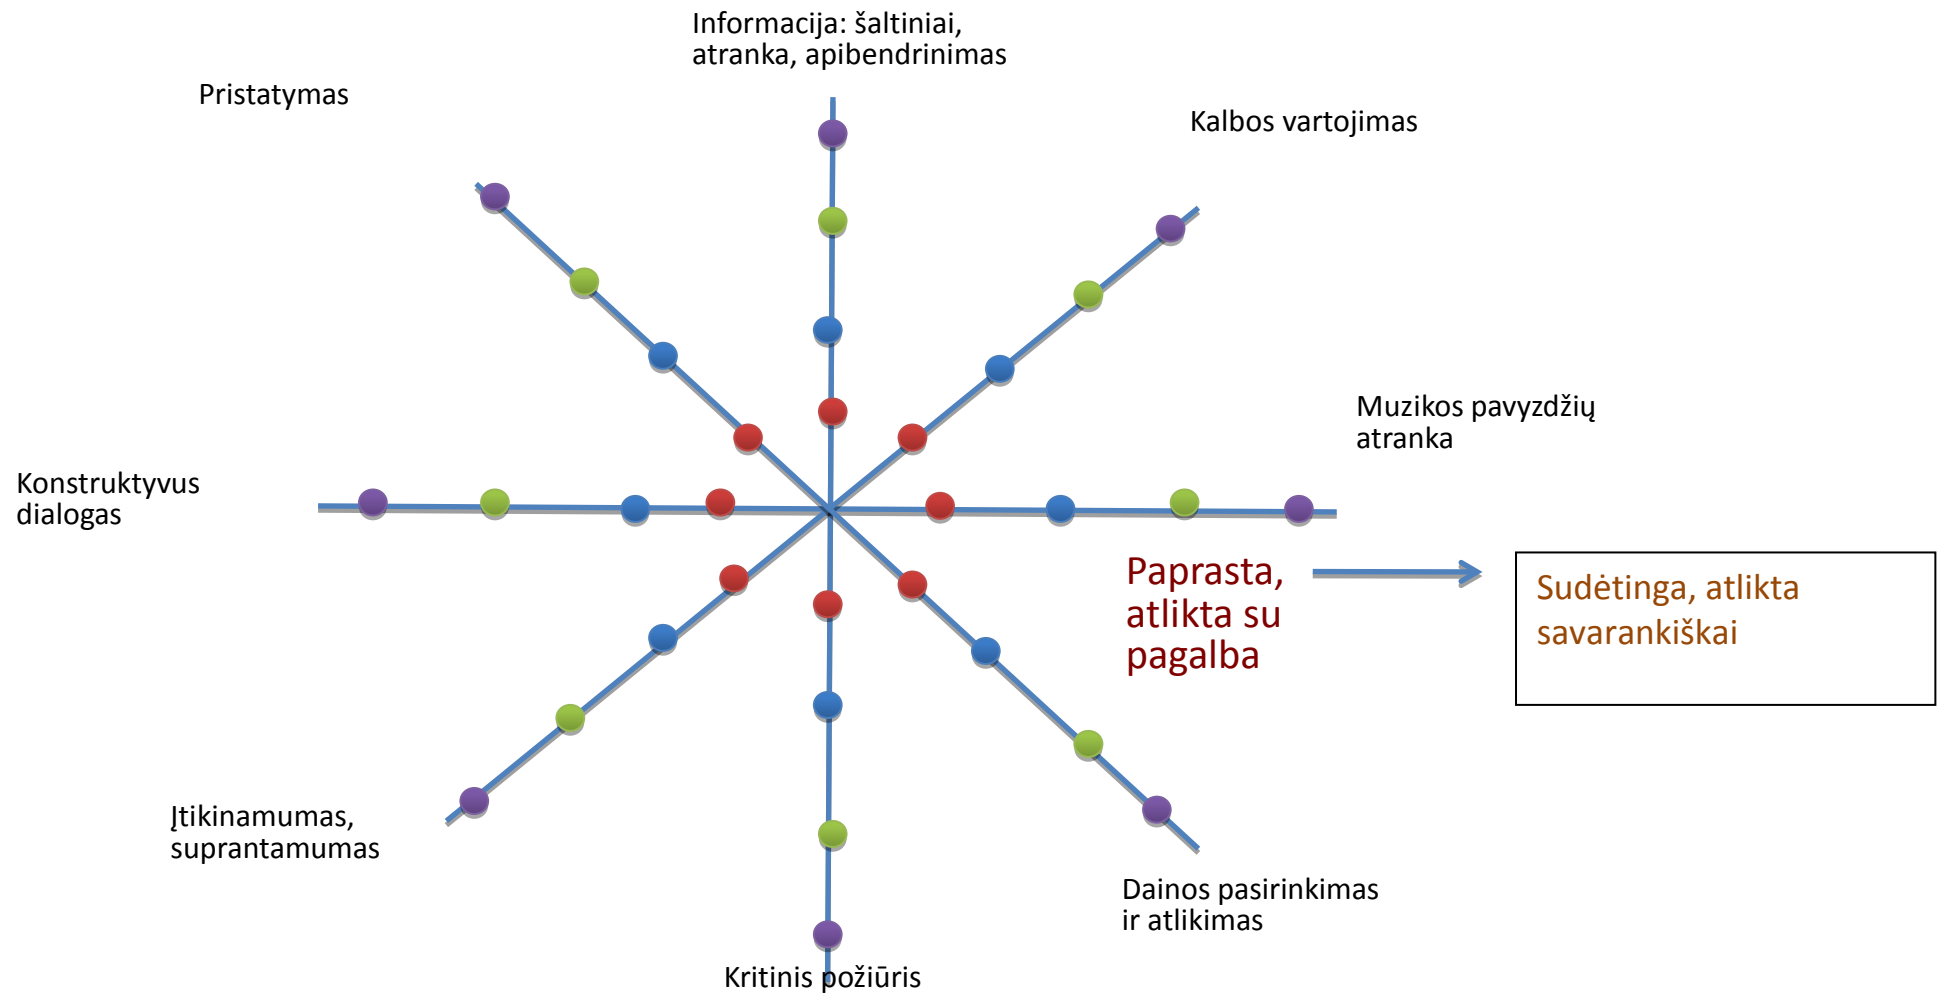 Informacija: šaltiniai,
atranka, apibendrinimas
Pristatymas
Kalbos vartojimas
Muzikos pavyzdžių
atranka
Konstruktyvus
dialogas
Paprasta,
atlikta su
pagalba
Sudėtinga, atlikta
savarankiškai
Įtikinamumas,
suprantamumas
Dainos pasirinkimas
ir atlikimas
Kritinis požiūris